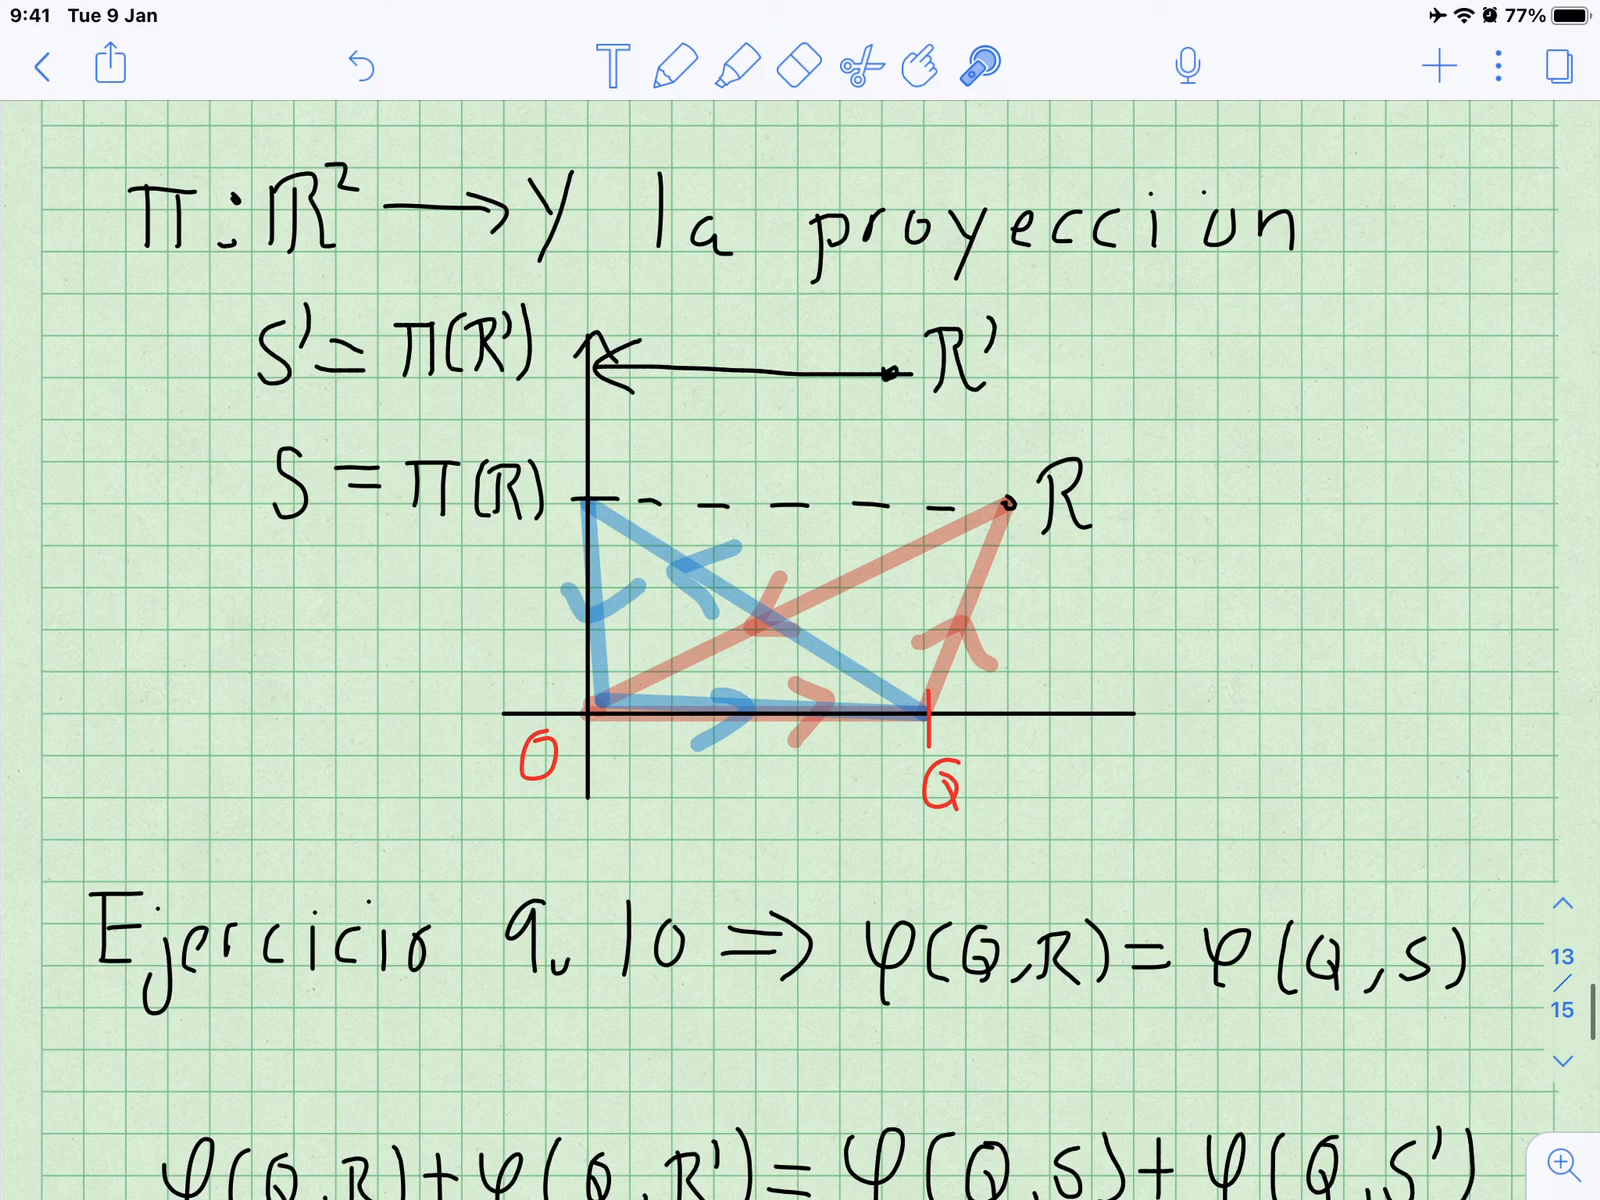 9:41 Tue 9 Jan 77%
π : ℝ² → Y la proyeccion
S' = π(R') R'
S = π(R) R
O Q
Ejercicio 9.10 ⇒ φ(Q,R) = φ(Q,S)
13
/
15
φ(Q,R) + φ(Q,R') = φ(Q,S) + φ(Q,S')